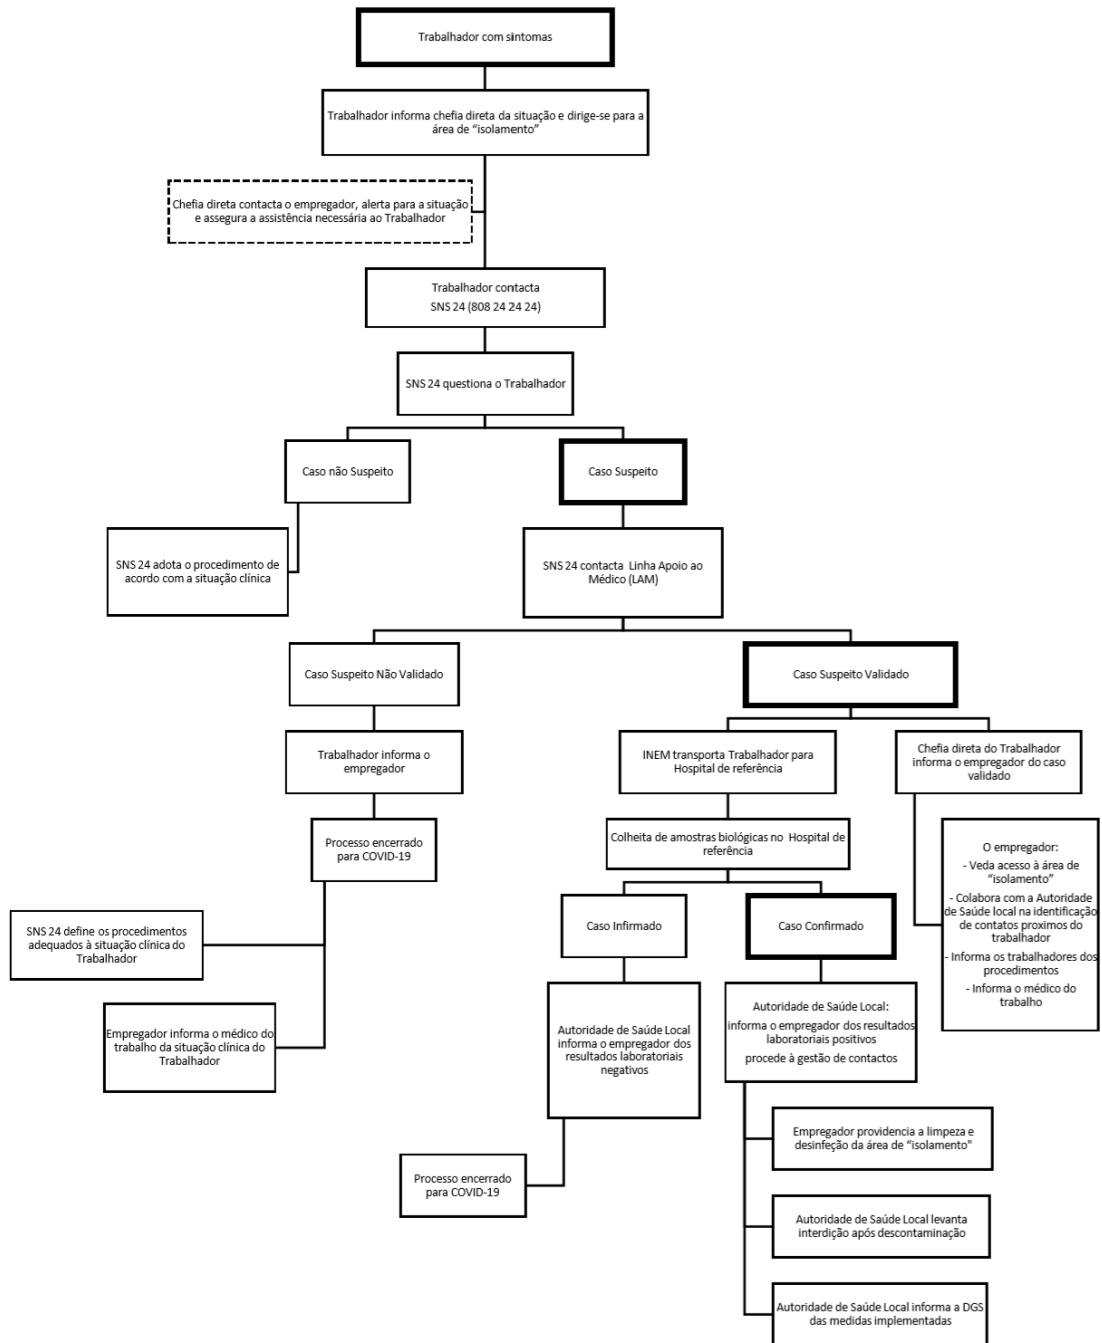 Trabalhador com sintomas
Trabalhador informa chefia direta da situação e dirige-se para a
área de “isolamento”
Chefia direta contacta o empregador, alerta para a situação
e assegura a assistência necessária ao Trabalhador
Trabalhador contacta
SNS 24 (808 24 24 24)
SNS 24 questiona o Trabalhador
Caso não Suspeito
Caso Suspeito
SNS 24 adota o procedimento de
acordo com a situação clínica
SNS 24 contacta Linha Apoio ao
Médico (LAM)
Caso Suspeito Não Validado
Caso Suspeito Validado
Trabalhador informa o
empregador
INEM transporta Trabalhador para
Hospital de referência
Chefia direta do Trabalhador
informa o empregador do caso
validado
Processo encerrado
para COVID-19
Colheita de amostras biológicas no Hospital de
referência
O empregador:
- Veda acesso à área de
“isolamento”
- Colabora com a Autoridade
de Saúde local na identificação
de contatos proximos do
trabalhador
- Informa os trabalhadores dos
procedimentos
- Informa o médico do
trabalho
SNS 24 define os procedimentos
adequados à situação clínica do
Trabalhador
Caso Infirmado
Caso Confirmado
Empregador informa o médico do
trabalho da situação clínica do
Trabalhador
Autoridade de Saúde Local
informa o empregador dos
resultados laboratoriais
negativos
Autoridade de Saúde Local:
informa o empregador dos resultados
laboratoriais positivos
procede à gestão de contactos
Processo encerrado
para COVID-19
Empregador providencia a limpeza e
desinfeção da área de “isolamento"
Autoridade de Saúde Local levanta
interdição após descontaminação
Autoridade de Saúde Local informa a DGS
das medidas implementadas